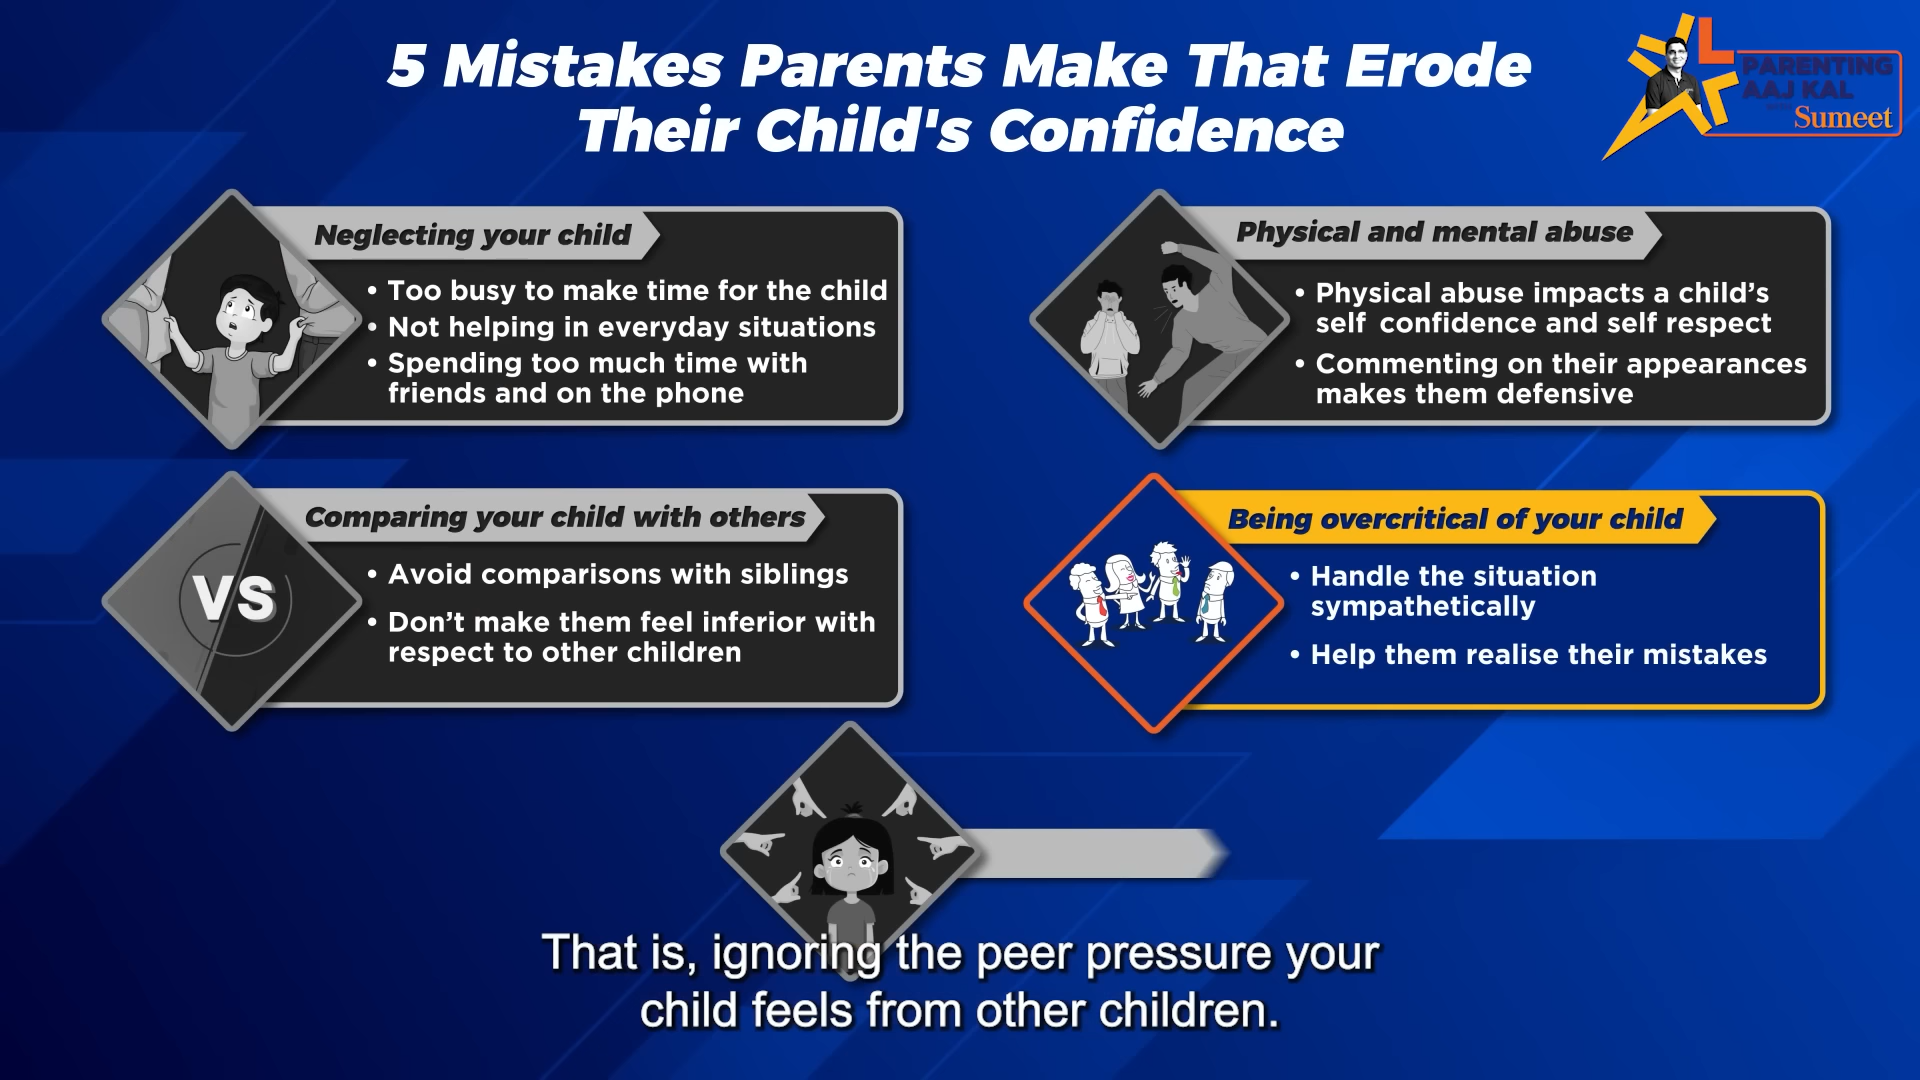 5 Mistakes Parents Make That Erode
Their Child's Confidence
PARENTING
AAJ KAL
Sumeet
Neglecting your child
• Too busy to make time for the child
• Not helping in everyday situations
• Spending too much time with
friends and on the phone
Physical and mental abuse
• Physical abuse impacts a child’s
self confidence and self respect
• Commenting on their appearances
makes them defensive
Comparing your child with others
VS
• Avoid comparisons with siblings
• Don’t make them feel inferior with
respect to other children
Being overcritical of your child
• Handle the situation
sympathetically
• Help them realise their mistakes
That is, ignoring the peer pressure your
child feels from other children.